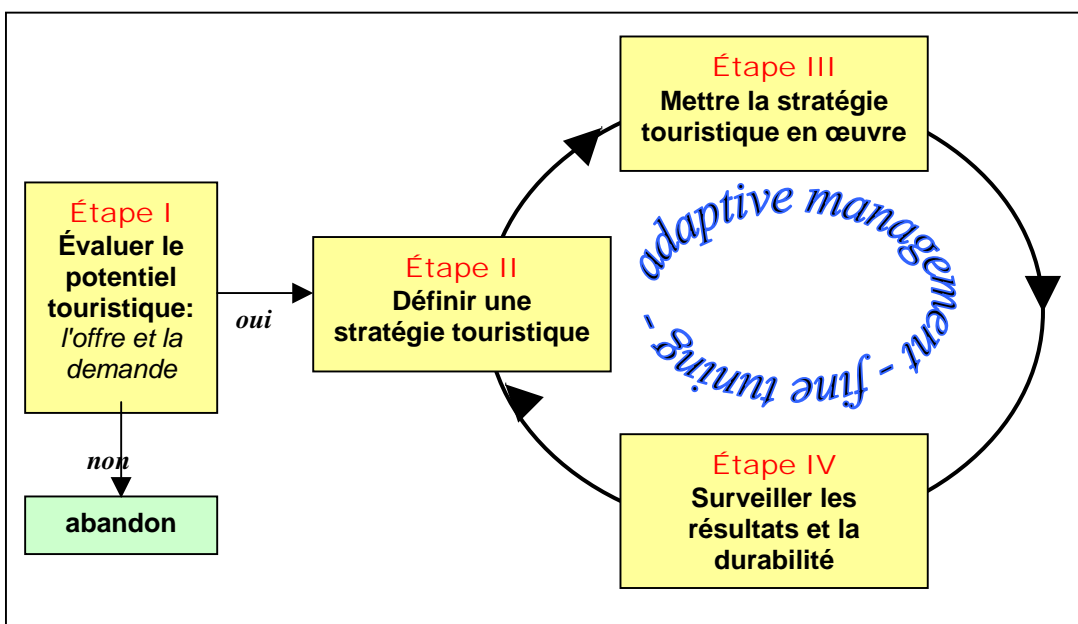 Étape I
Évaluer le
potentiel
touristique:
l'offre et la
demande
oui
non
abandon
Étape II
Définir une
stratégie touristique
Étape III
Mettre la stratégie
touristique en œuvre
adaptive management - fine tuning -
Étape IV
Surveiller les
résultats et la
durabilité